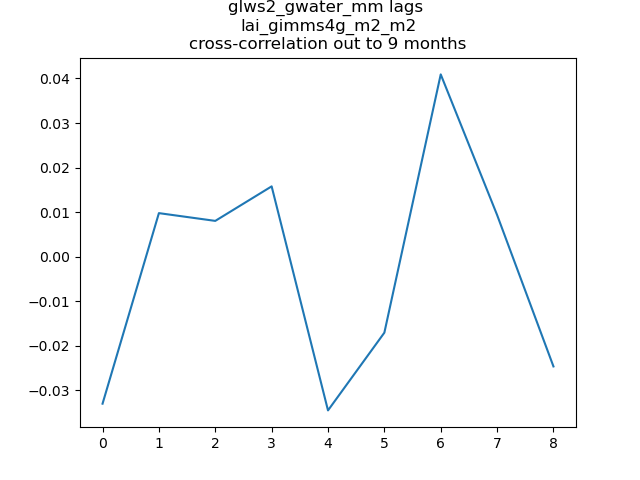 glws2_gwater_mm lags
lai_gimms4g_m2_m2
cross-correlation out to 9 months
0.04
0.03
0.02
0.01
0.00
−0.01
−0.02
−0.03
0 1 2 3 4 5 6 7 8